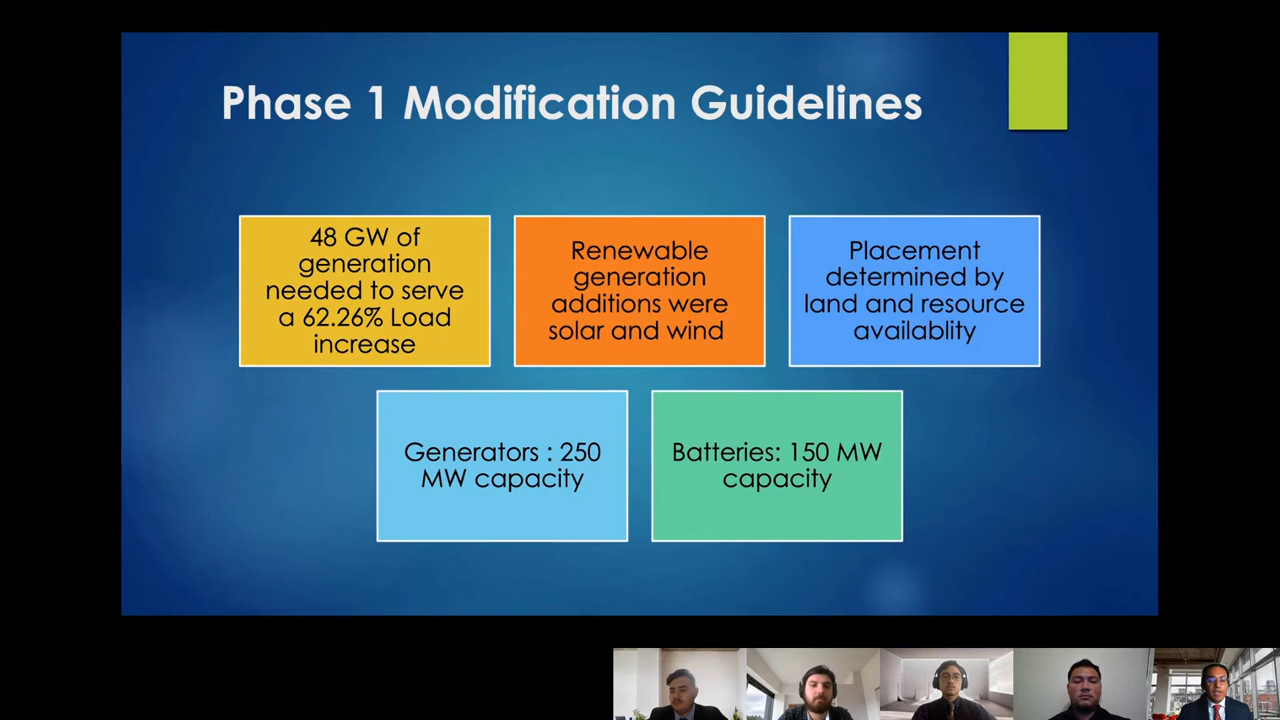 Phase 1 Modification Guidelines
48 GW of
generation
needed to serve
a 62.26% Load
increase
Renewable
generation
additions were
solar and wind
Placement
determined by
land and resource
availablity
Generators : 250
MW capacity
Batteries: 150 MW
capacity